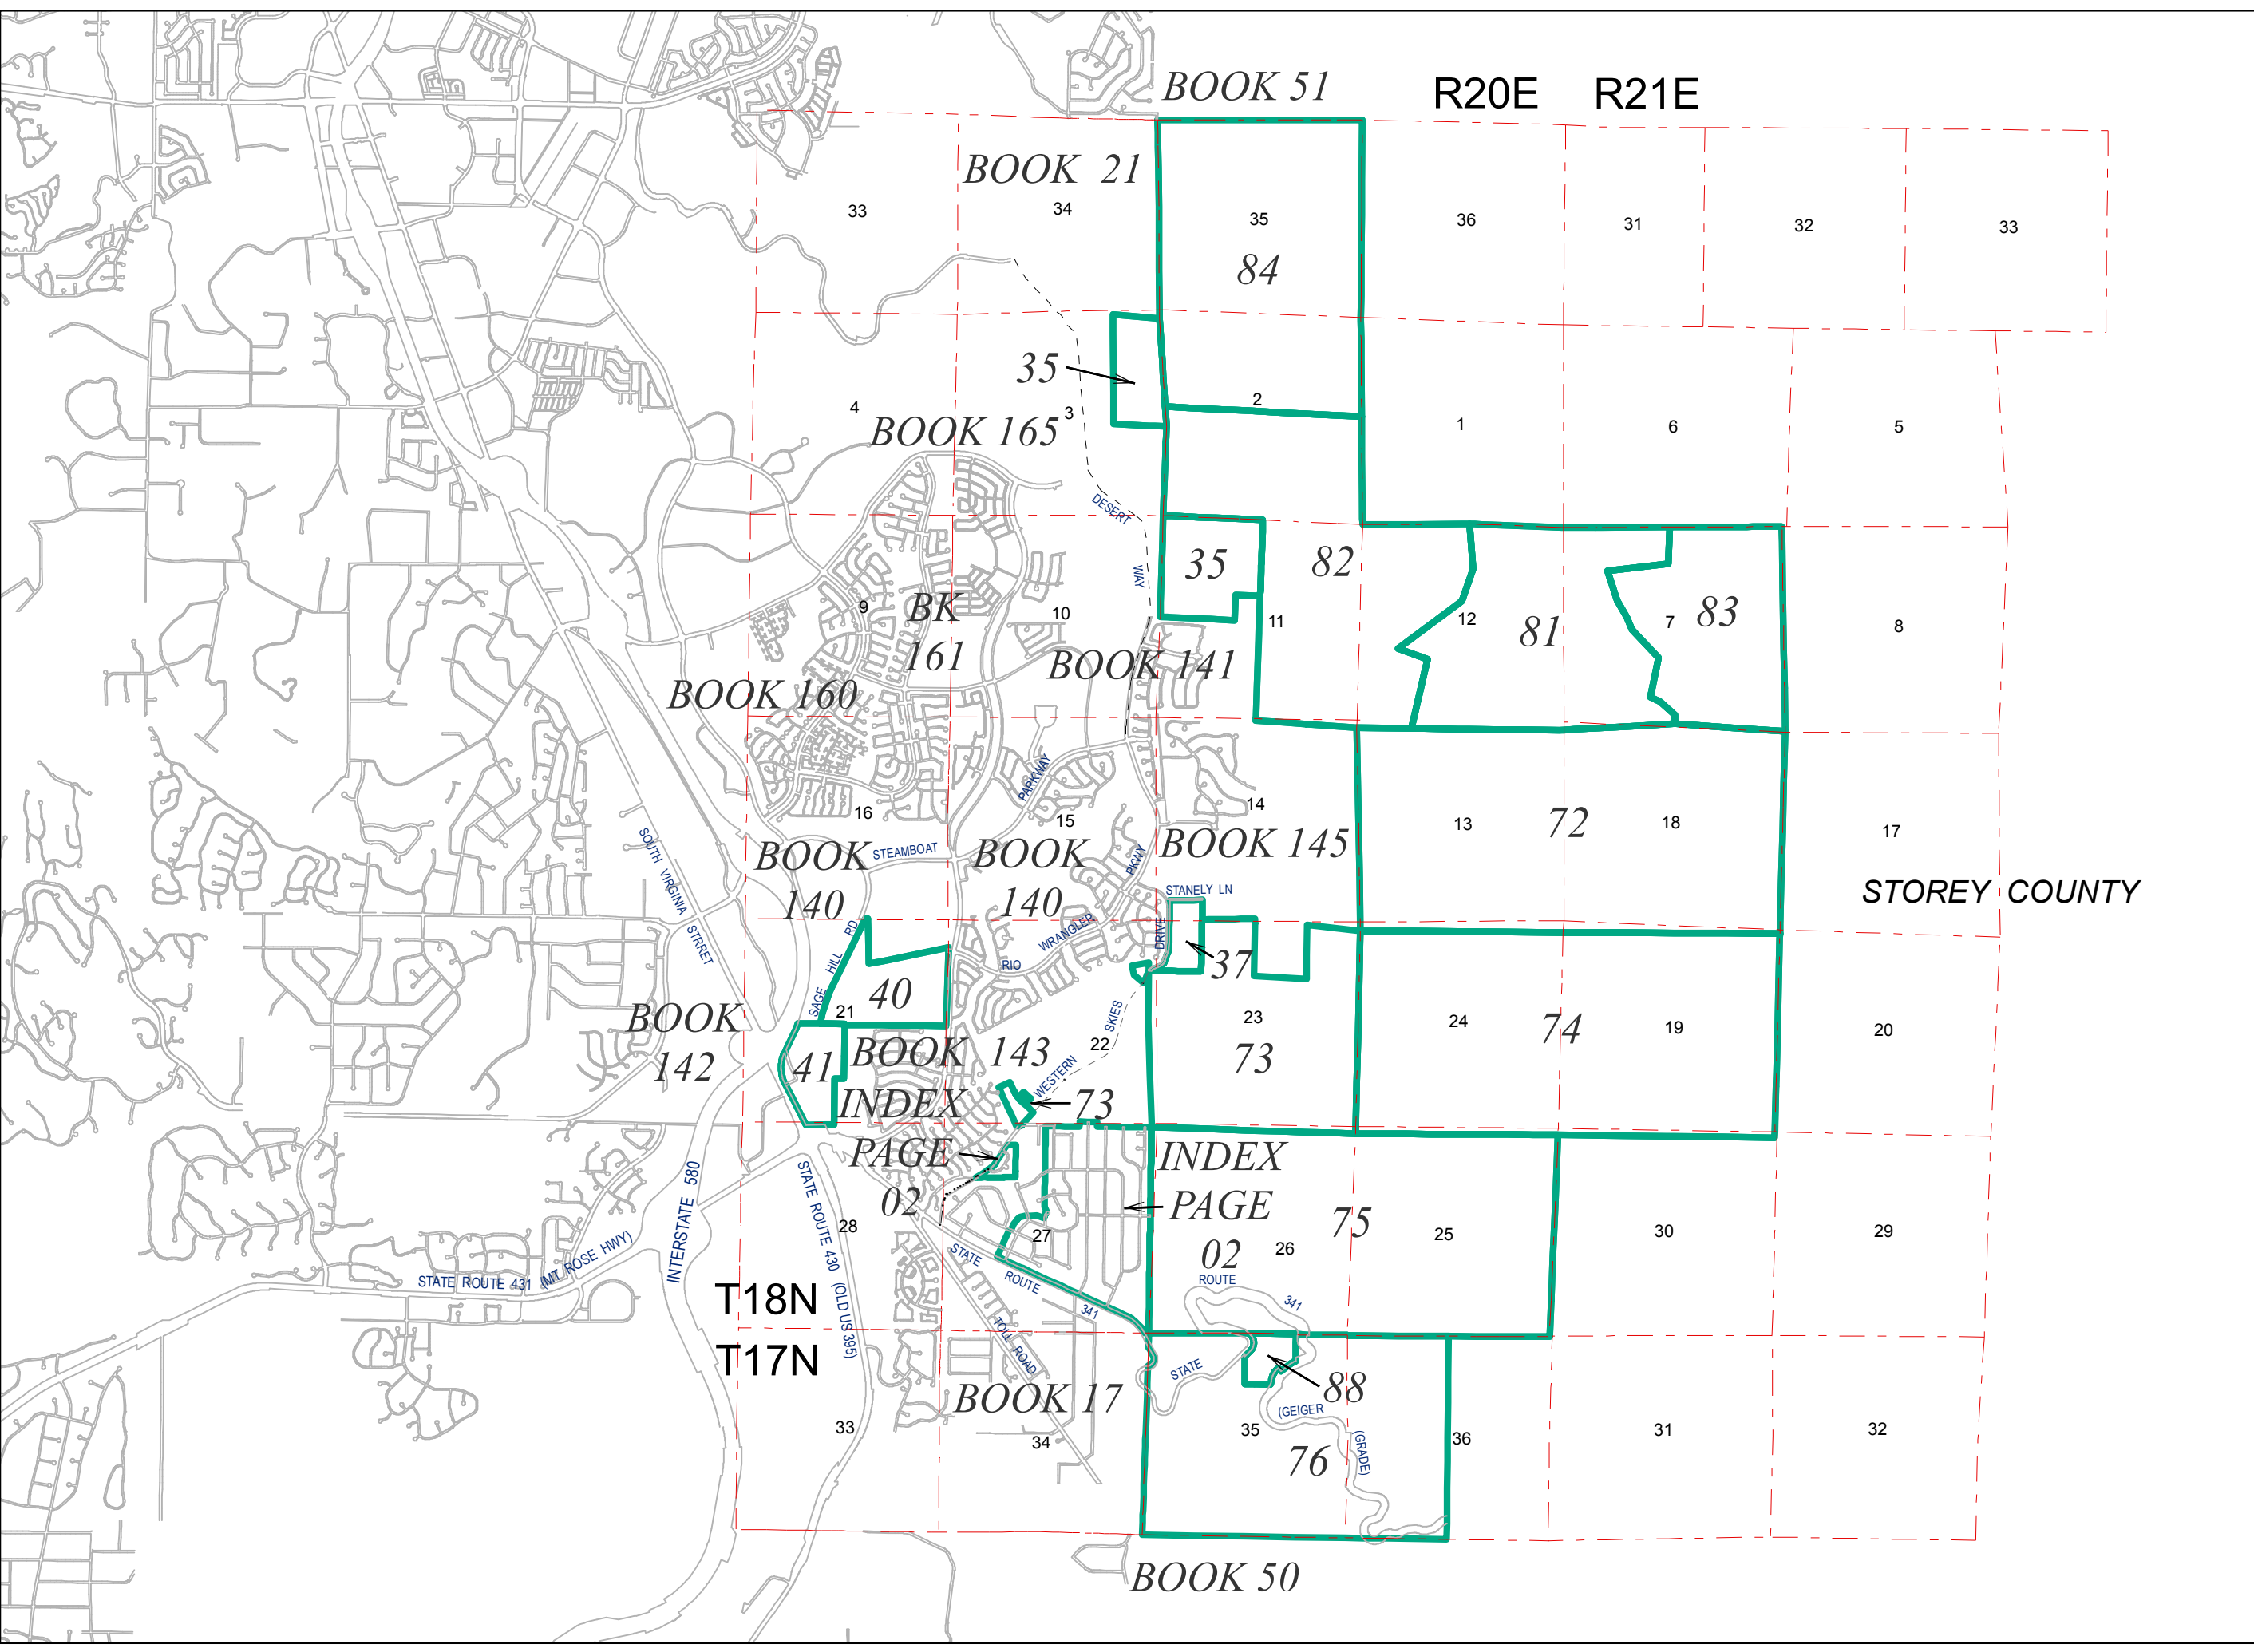 BOOK 51
R20E R21E
BOOK 21
33
34
35
36
31
32
33
84
35
4
3
2
1
6
5
BOOK 165
DESERT
WAY
35
82
9
BK
161
10
11
12
81
7
83
8
BOOK 141
BOOK 160
PARKWAY
16
15
14
13
72
18
17
SOUTH VIRGINIA STRRET
BOOK
140
STEAMBOAT
BOOK
140
PKWY
BOOK 145
STANELY LN
STOREY COUNTY
SAGE HILL RD
WRANGLER
RIO
DRIVE
37
40
21
BOOK
142
41
BOOK 143
22
SKIES
WESTERN
23
73
24
74
19
20
INDEX
PAGE
02
73
INDEX
PAGE
02
INTERSTATE 580
STATE ROUTE 430 (OLD US 395)
28
27
26
75
25
30
29
STATE ROUTE 431 (MT ROSE HWY)
STATE ROUTE 341
ROUTE
341
T18N
T17N
TOLL ROAD
STATE
88
(GEIGER
(GRADE)
BOOK 17
33
34
35
76
36
31
32
BOOK 50